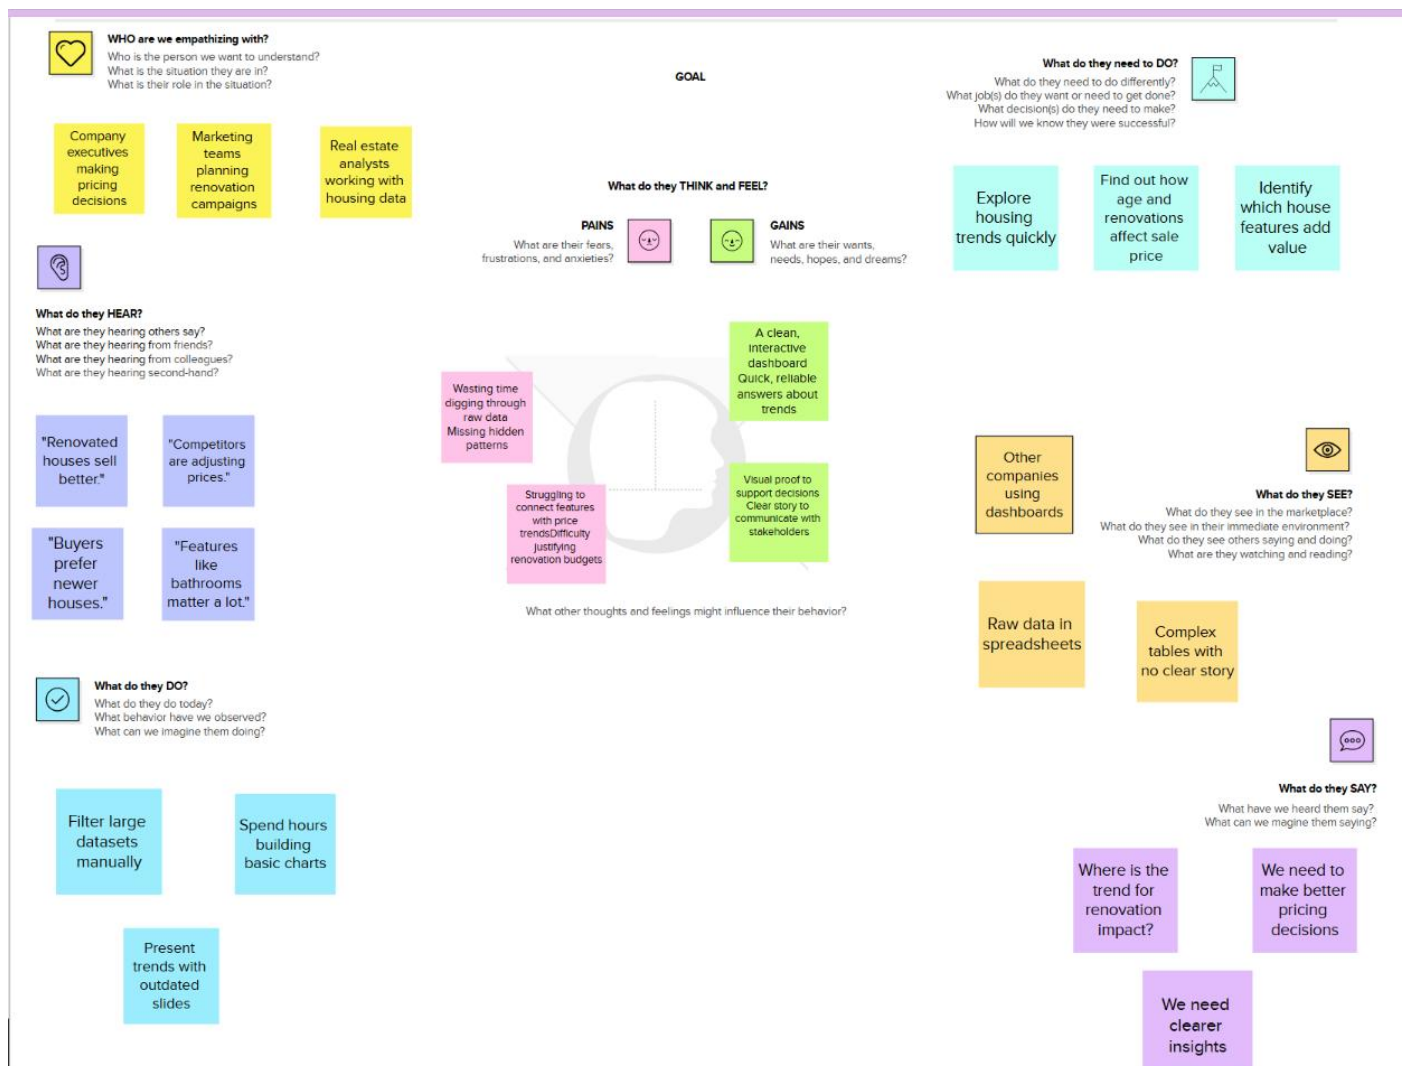 WHO are we empathizing with?
Who is the person we want to understand?
What is the situation they are in?
What is their role in the situation?
Company
executives
making
pricing
decisions
Marketing
teams
planning
renovation
campaigns
Real estate
analysts
working with
housing data
What do they HEAR?
What are they hearing others say?
What are they hearing from friends?
What are they hearing from colleagues?
What are they hearing second-hand?
"Renovated
houses sell
better."
"Competitors
are adjusting
prices."
"Buyers
prefer
newer
houses."
"Features
like
bathrooms
matter a lot."
What do they DO?
What do they do today?
What behavior have we observed?
What can we imagine them doing?
Filter large
datasets
manually
Spend hours
building
basic charts
Present
trends with
outdated
slides
GOAL
What do they THINK and FEEL?
PAINS
What are their fears,
frustrations, and anxieties?
GAINS
What are their wants,
needs, hopes, and dreams?
Wasting time
digging through
raw data
Missing hidden
patterns
Struggling to
connect features
with price
trendsDifficulty
justifying
renovation budgets
A clean,
interactive
dashboard
Quick, reliable
answers about
trends
Visual proof to
support decisions
Clear story to
communicate with
stakeholders
What other thoughts and feelings might influence their behavior?
What do they need to DO?
What do they need to do differently?
What job(s) do they want or need to get done?
What decision(s) do they need to make?
How will we know they were successful?
Explore
housing
trends quickly
Find out how
age and
renovations
affect sale
price
Identify
which house
features add
value
Other
companies
using
dashboards
What do they SEE?
What do they see in the marketplace?
What do they see in their immediate environment?
What do they see others saying and doing?
What are they watching and reading?
Raw data in
spreadsheets
Complex
tables with
no clear story
What do they SAY?
What have we heard them say?
What can we magine them saying?
Where is the
trend for
renovation
impact?
We need to
make better
pricing
decisions
We need
clearer
insights